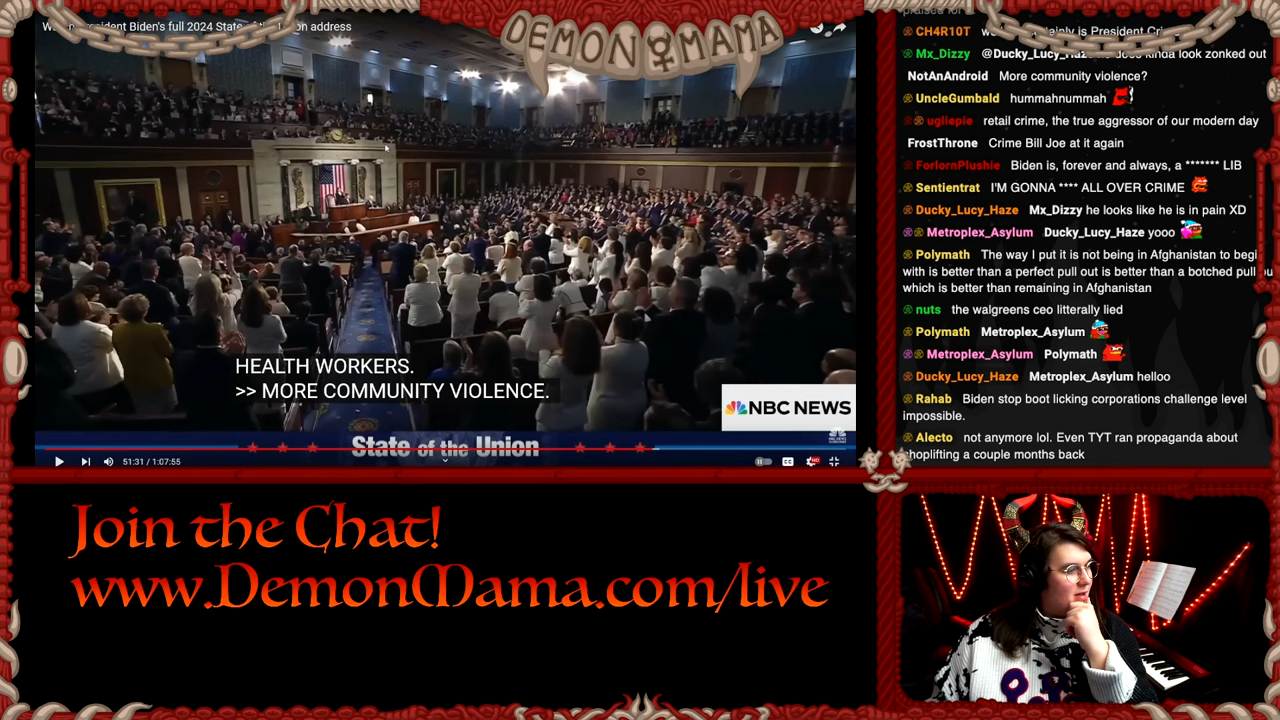 President Biden's full 2024 State of the Union address
DEMON MAMA
HEALTH WORKERS.
>> MORE COMMUNITY VIOLENCE.
NBC NEWS
State of the Union
51:31 / 1:07:55
CC
HD
Join the Chat!
www.DemonMama.com/live
CH4R10T
Mx_Dizzy @Ducky_Lucy_Haze kinda look zonked out
NotAnAndroid More community violence?
UncleGumbald hummahnummah
ugliepie retail crime, the true aggressor of our modern day
FrostThrone Crime Bill Joe at it again
ForlornPlushie Biden is, forever and always, a ******* LIB
Sentientrat I'M GONNA **** ALL OVER CRIME
Ducky_Lucy_Haze Mx_Dizzy he looks like he is in pain XD
Metroplex_Asylum Ducky_Lucy_Haze yooo
Polymath The way I put it is not being in Afghanistan to begi
with is better than a perfect pull out is better than a botched pull ou
which is better than remaining in Afghanistan
nuts the walgreens ceo litterally lied
Polymath Metroplex_Asylum
Metroplex_Asylum Polymath
Ducky_Lucy_Haze Metroplex_Asylum helloo
Rahab Biden stop boot licking corporations challenge level
impossible.
Alecto not anymore lol. Even TYT ran propaganda about
shoplifting a couple months back